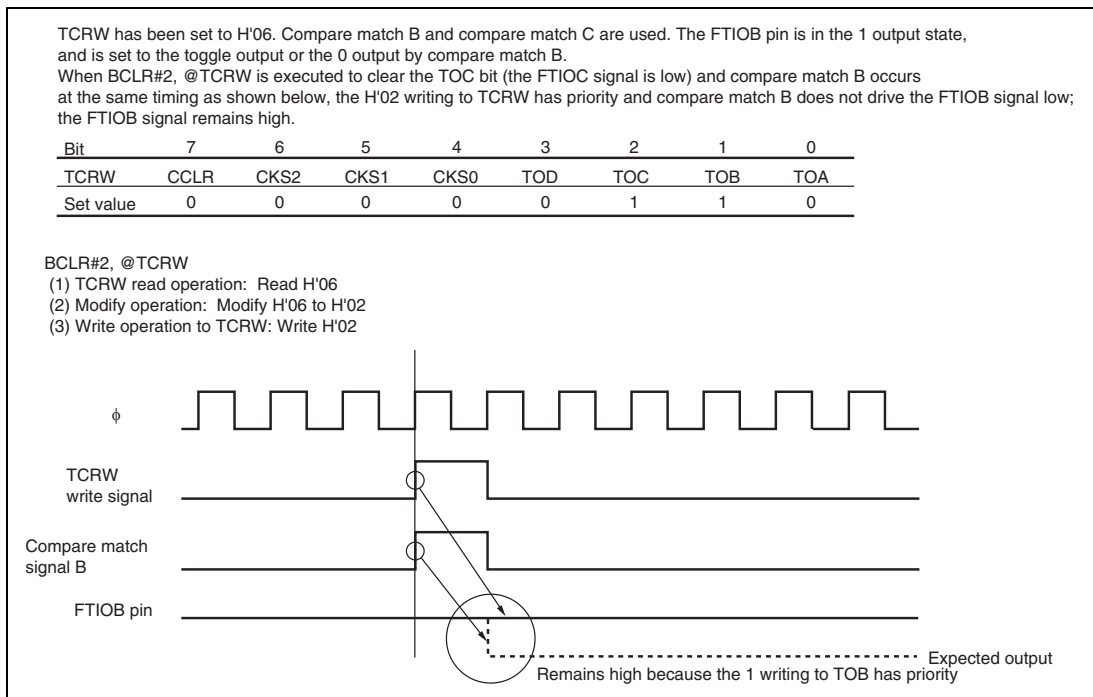 TCRW has been set to H'06. Compare match B and compare match C are used. The FTIOB pin is in the 1 output state,
and is set to the toggle output or the 0 output by compare match B.
When BCLR#2, @TCRW is executed to clear the TOC bit (the FTIOC signal is low) and compare match B occurs
at the same timing as shown below, the H'02 writing to TCRW has priority and compare match B does not drive the FTIOB signal low;
the FTIOB signal remains high.
Bit 7 6 5 4 3 2 1 0
TCRW CCLR CKS2 CKS1 CKS0 TOD TOC TOB TOA
Set value 0 0 0 0 0 1 1 0
BCLR#2, @TCRW
(1) TCRW read operation: Read H'06
(2) Modify operation: Modify H'06 to H'02
(3) Write operation to TCRW: Write H'02
ϕ
TCRW
write signal
Compare match
signal B
FTIOB pin
Expected output
Remains high because the 1 writing to TOB has priority